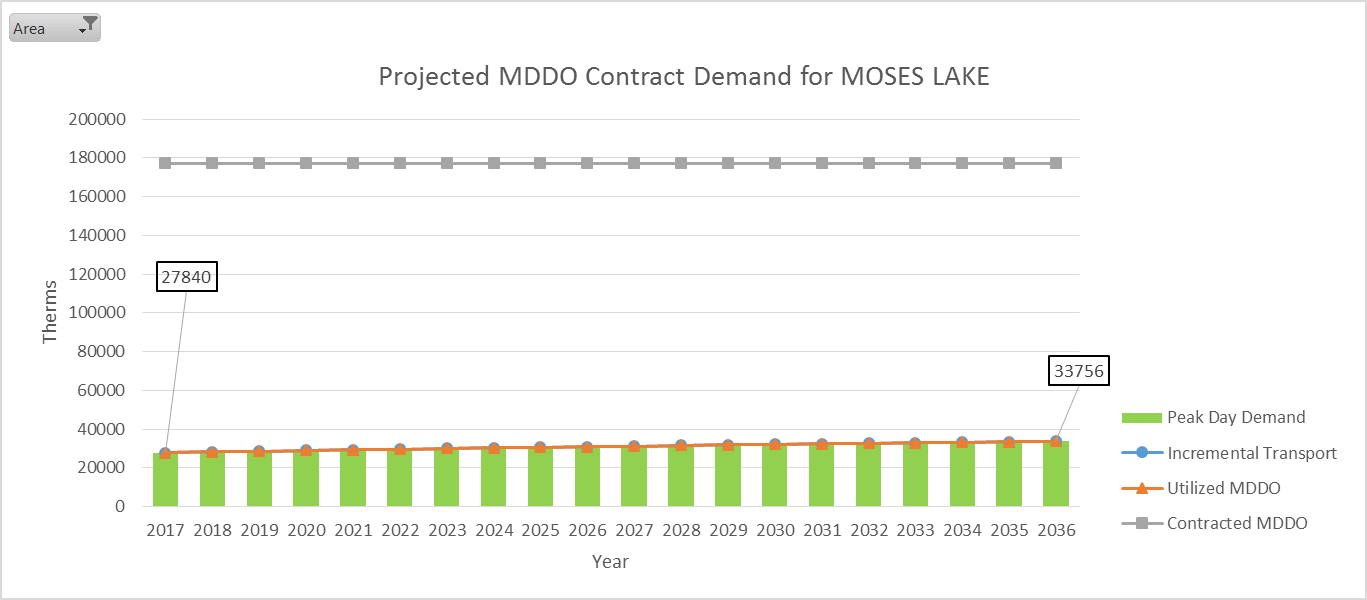 Area
Projected MDDO Contract Demand for MOSES LAKE
200000
180000
160000
140000
120000
100000
80000
60000
40000
20000
0
Therms
27840
33756
2017 2018 2019 2020 2021 2022 2023 2024 2025 2026 2027 2028 2029 2030 2031 2032 2033 2034 2035 2036
Year
Peak Day Demand
Incremental Transport
Utilized MDDO
Contracted MDDO